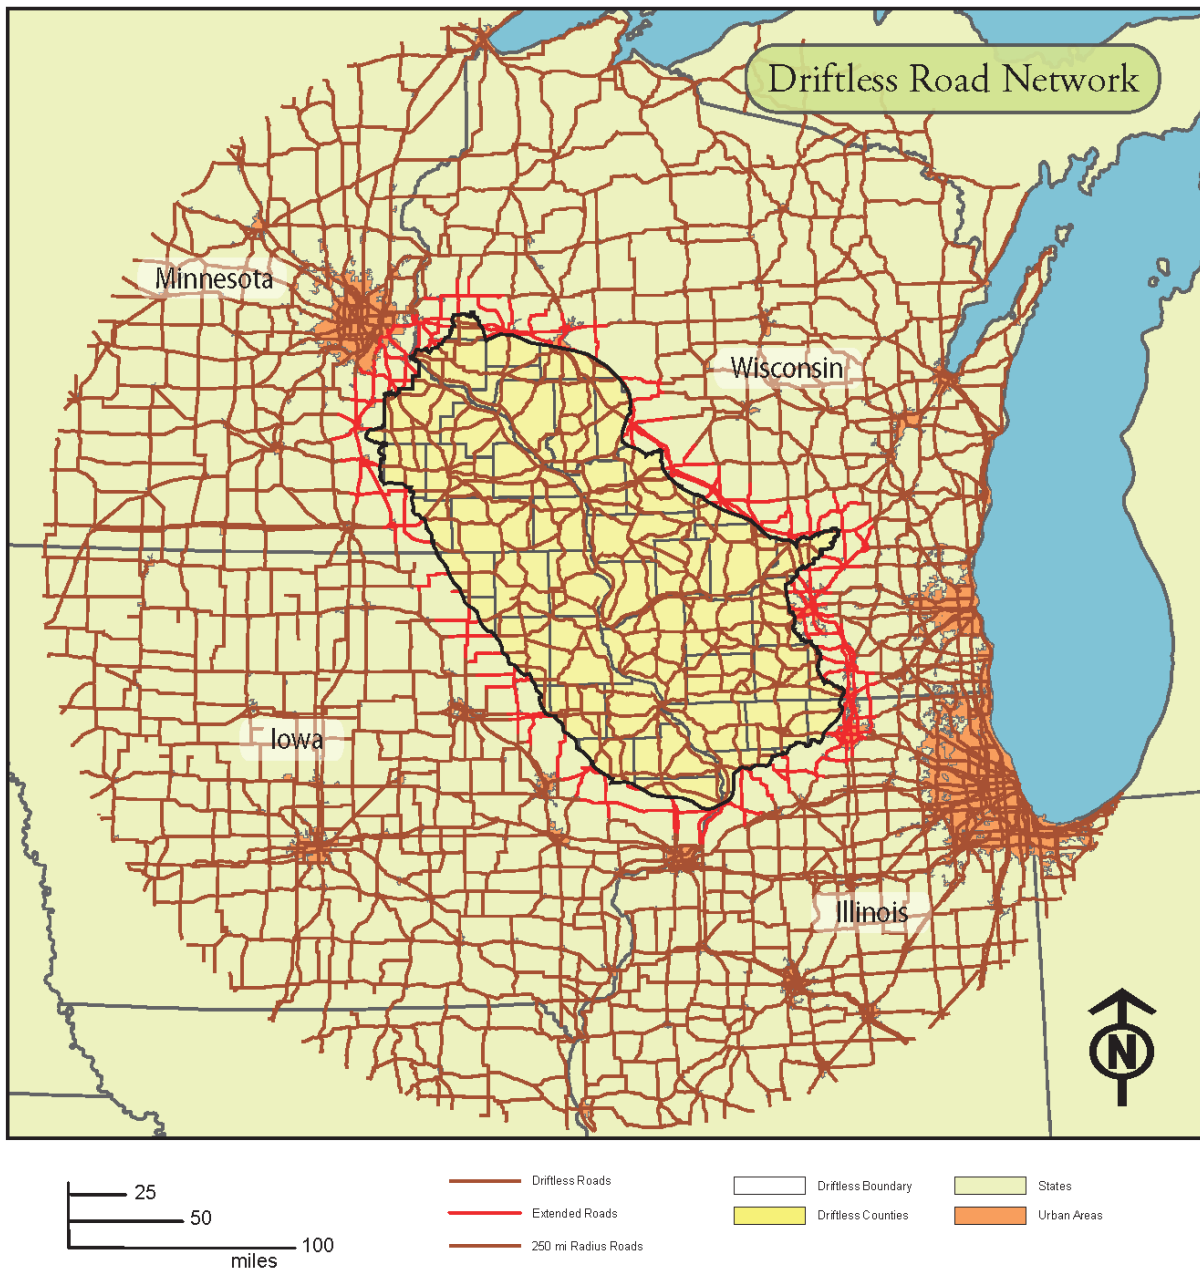 Driftless Road Network
Minnesota
Wisconsin
Iowa
Illinois
N
25
50
100
miles
Driftless Roads
Extended Roads
250 mi Radius Roads
Driftless Boundary
Driftless Counties
States
Urban Areas